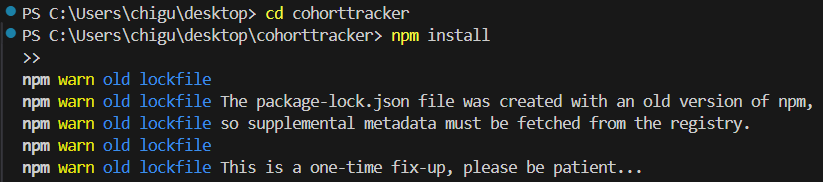 PS C:\Users\chigu\desktop> cd cohorttracker
PS C:\Users\chigu\desktop\cohorttracker> npm install
>>
npm warn old lockfile
npm warn old lockfile The package-lock.json file was created with an old version of npm,
npm warn old lockfile so supplemental metadata must be fetched from the registry.
npm warn old lockfile
npm warn old lockfile This is a one-time fix-up, please be patient...